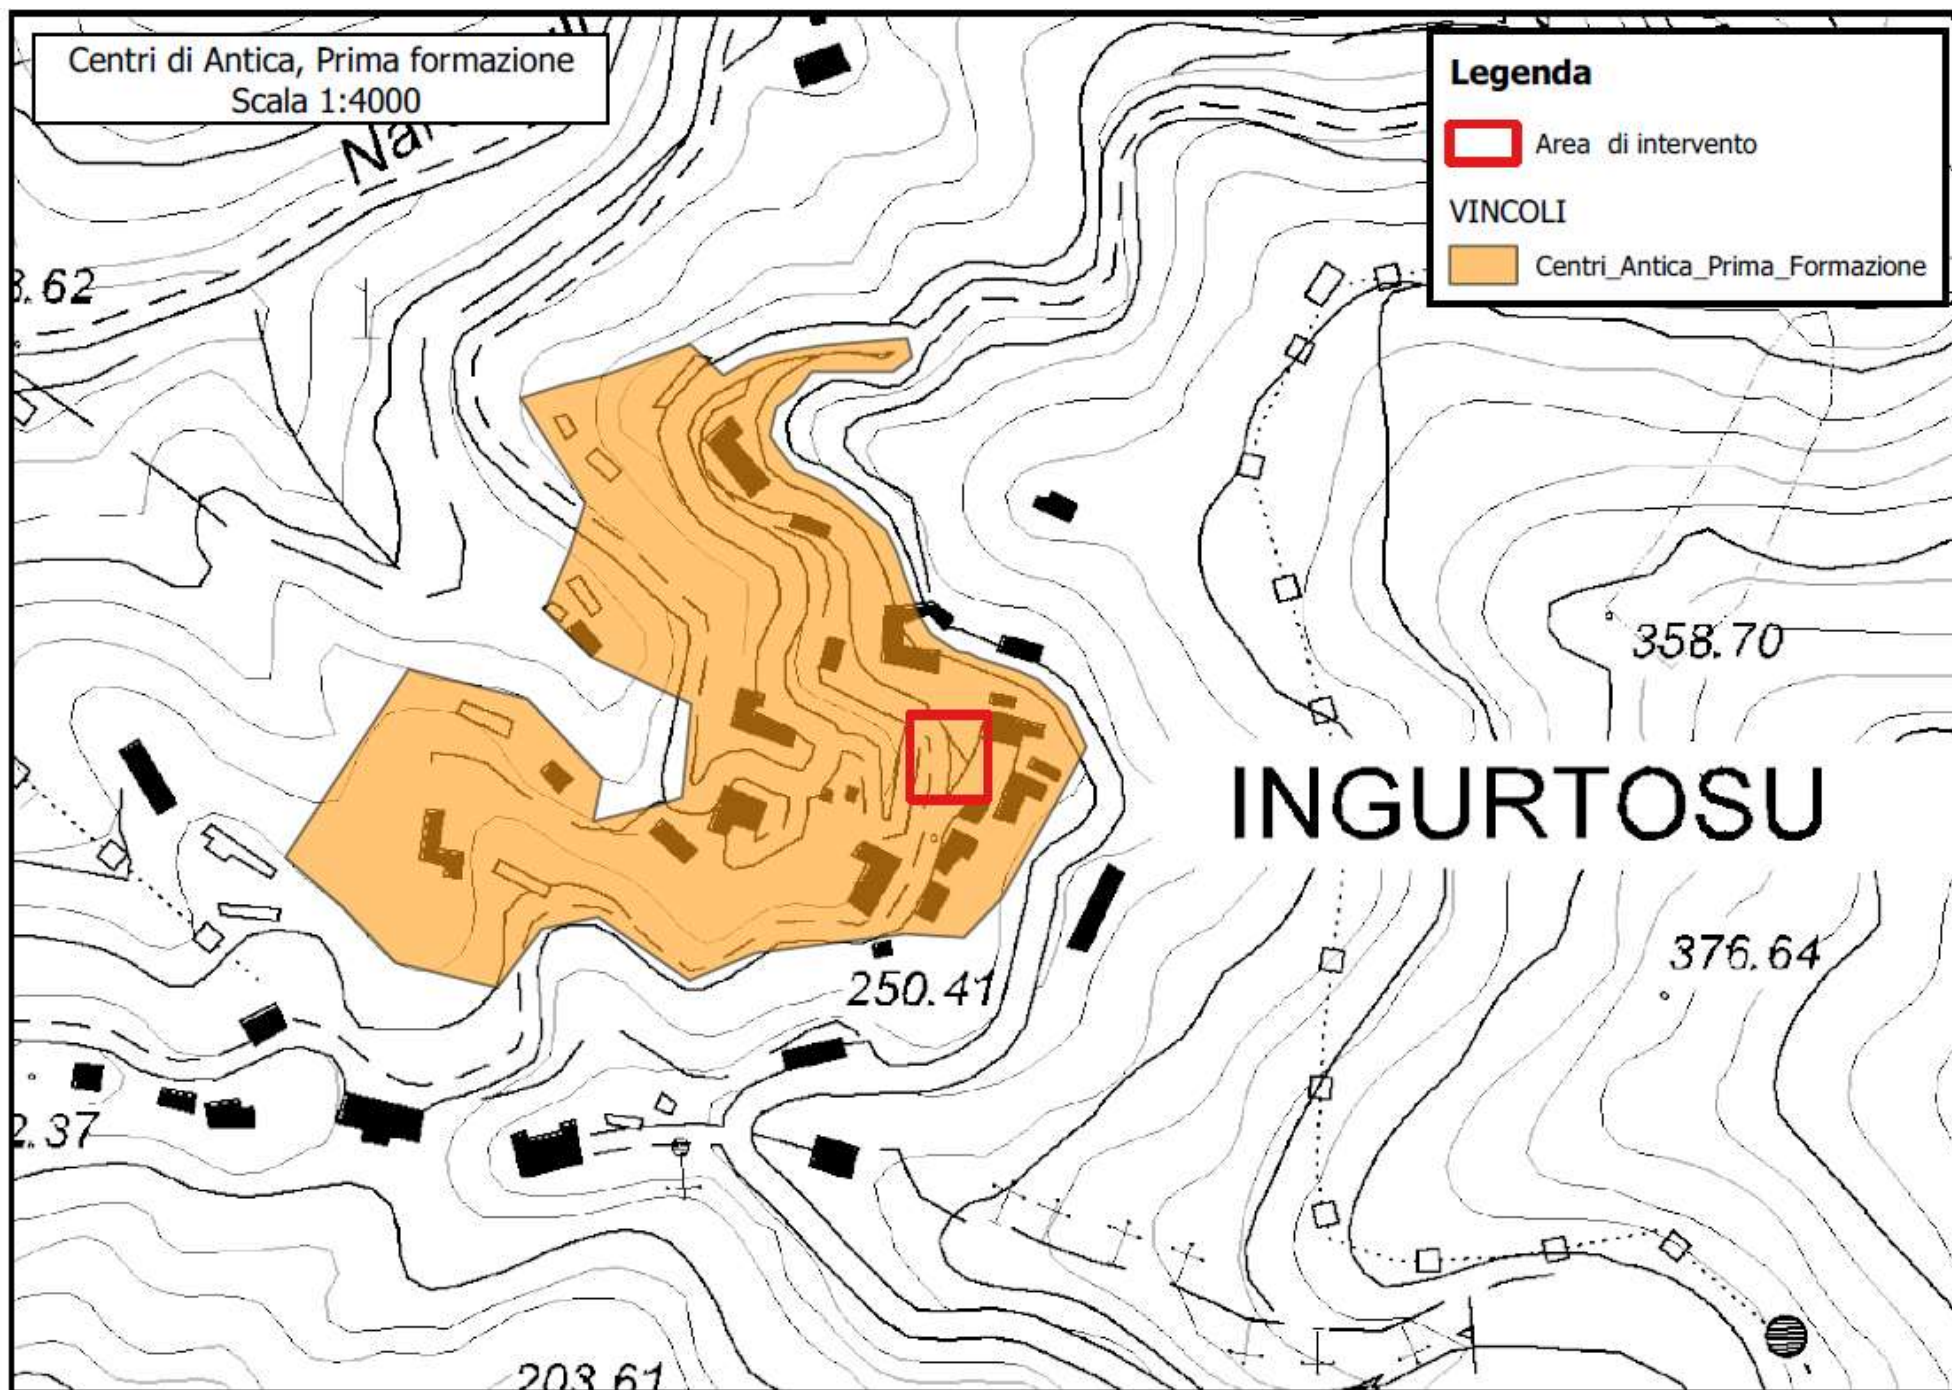 Centri di Antica, Prima formazione
Scala 1:4000
Legenda
Area di intervento
VINCOLI
Centri_Antica_Prima_Formazione
358.70
INGURTOSU
376.64
250.41